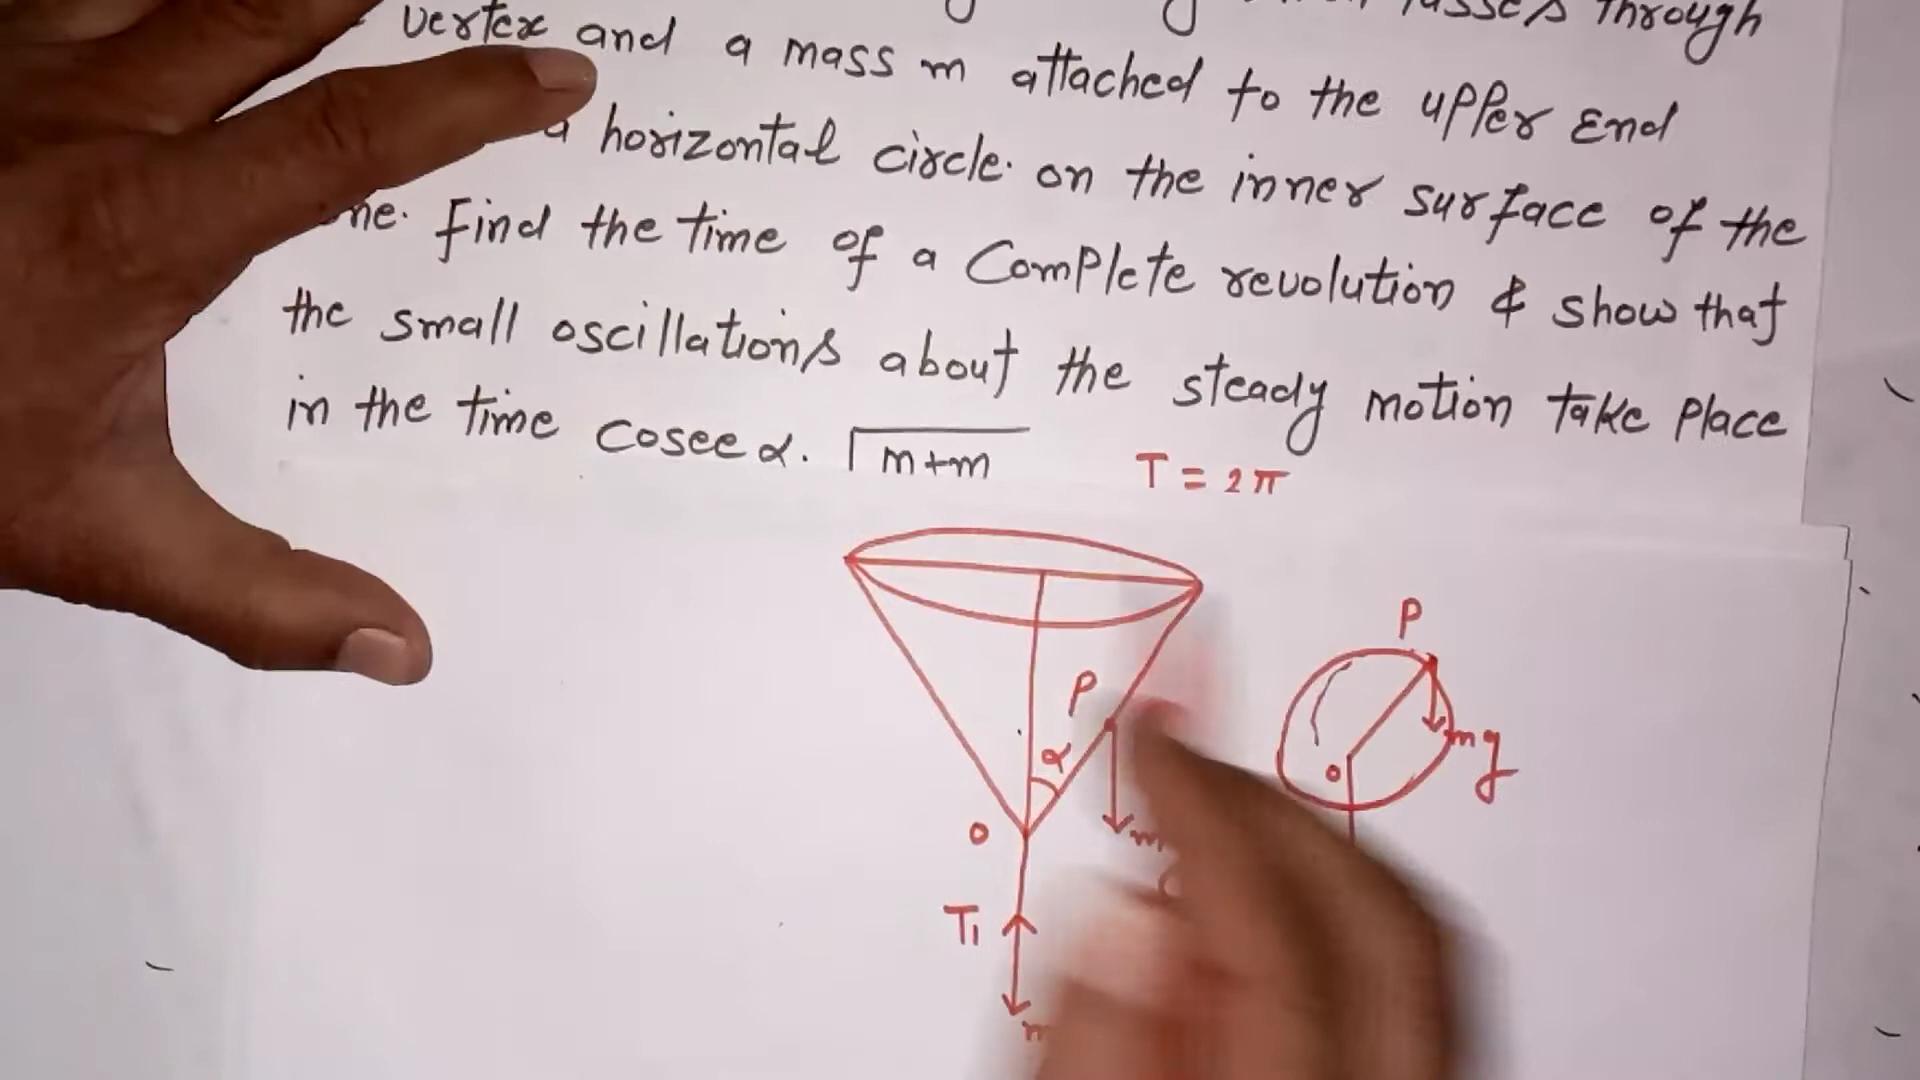 through
vertex and a mass m attached to the upper end
a horizontal circle. on the inner surface of the
ne. Find the time of a complete revolution & show that
the small oscillations about the steady motion take place
in the time cosec α. √m+m
T = 2π
P
P
mg
α
o
o
m
T1
m